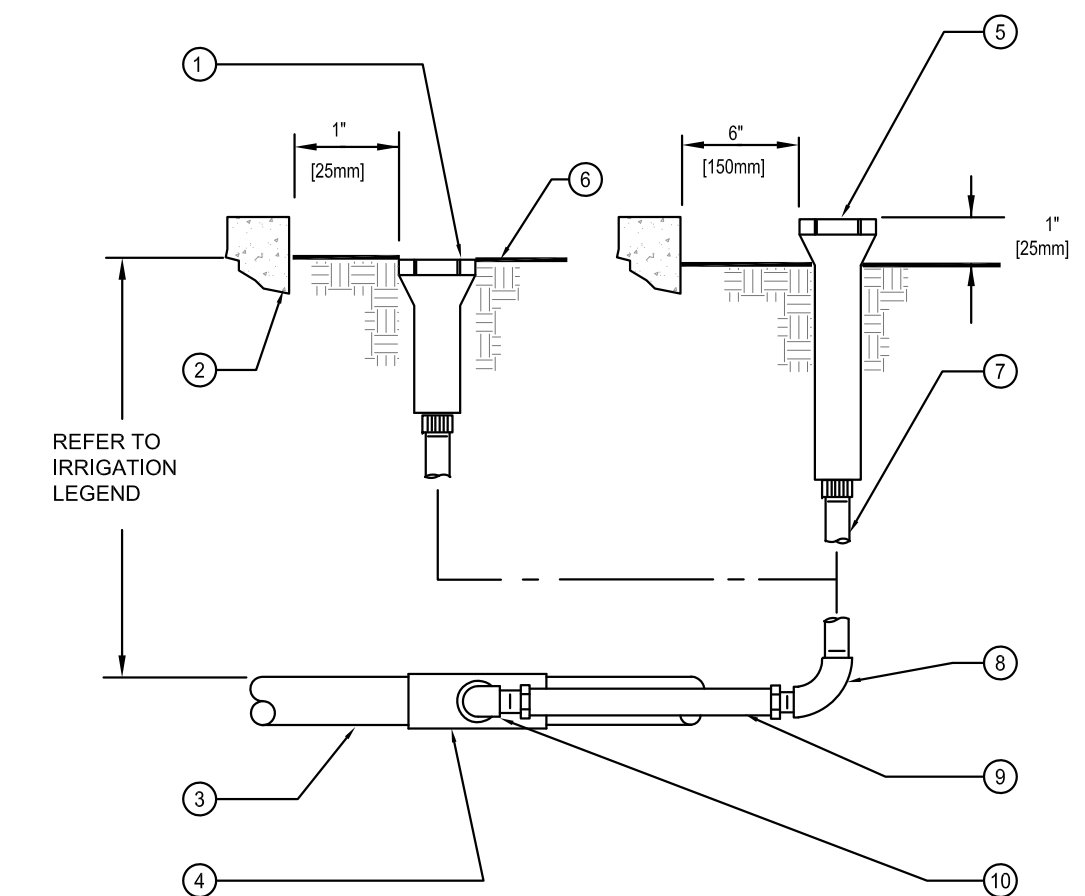 5
1
1"
[25mm]
6"
[150mm]
6
1"
[25mm]
2
7
REFER TO
IRRIGATION
LEGEND
8
9
3
4
10